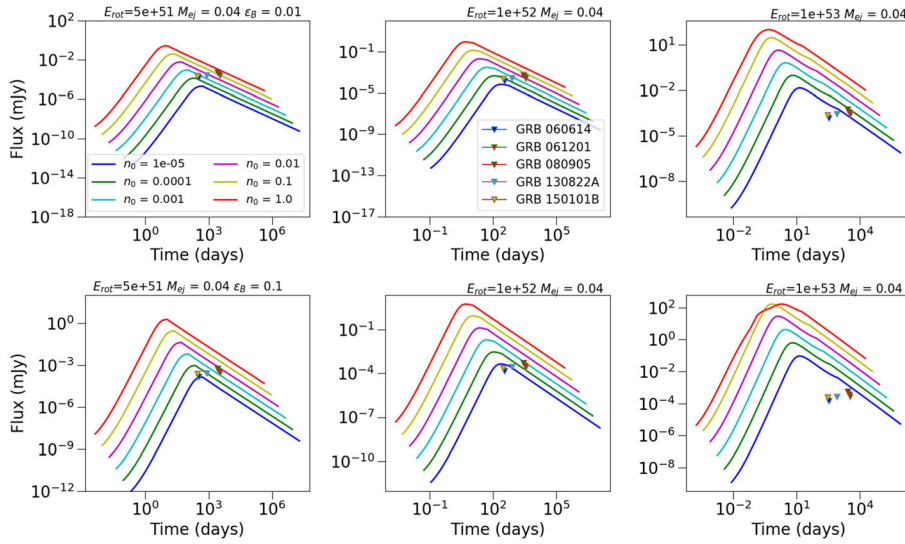 E_rot=5e+51 M_ej = 0.04 ε_B = 0.01
E_rot=1e+52 M_ej = 0.04
E_rot=1e+53 M_ej = 0.04
Flux (mJy)
10^2
10^-2
10^-6
10^-10
10^-14
10^-18
n_0 = 1e-05
n_0 = 0.0001
n_0 = 0.001
n_0 = 0.01
n_0 = 0.1
n_0 = 1.0
10^0
10^3
10^6
Time (days)
10^-1
10^-5
10^-9
10^-13
10^-17
GRB 060614
GRB 061201
GRB 080905
GRB 130822A
GRB 150101B
10^-1
10^2
10^5
Time (days)
10^1
10^-2
10^-5
10^-8
10^-2
10^1
10^4
Time (days)
E_rot=5e+51 M_ej = 0.04 ε_B = 0.1
E_rot=1e+52 M_ej = 0.04
E_rot=1e+53 M_ej = 0.04
Flux (mJy)
10^0
10^-3
10^-6
10^-9
10^-12
10^0
10^3
10^6
Time (days)
10^-1
10^-4
10^-7
10^-10
10^-1
10^2
10^5
Time (days)
10^2
10^0
10^-2
10^-4
10^-6
10^-8
10^-2
10^1
10^4
Time (days)